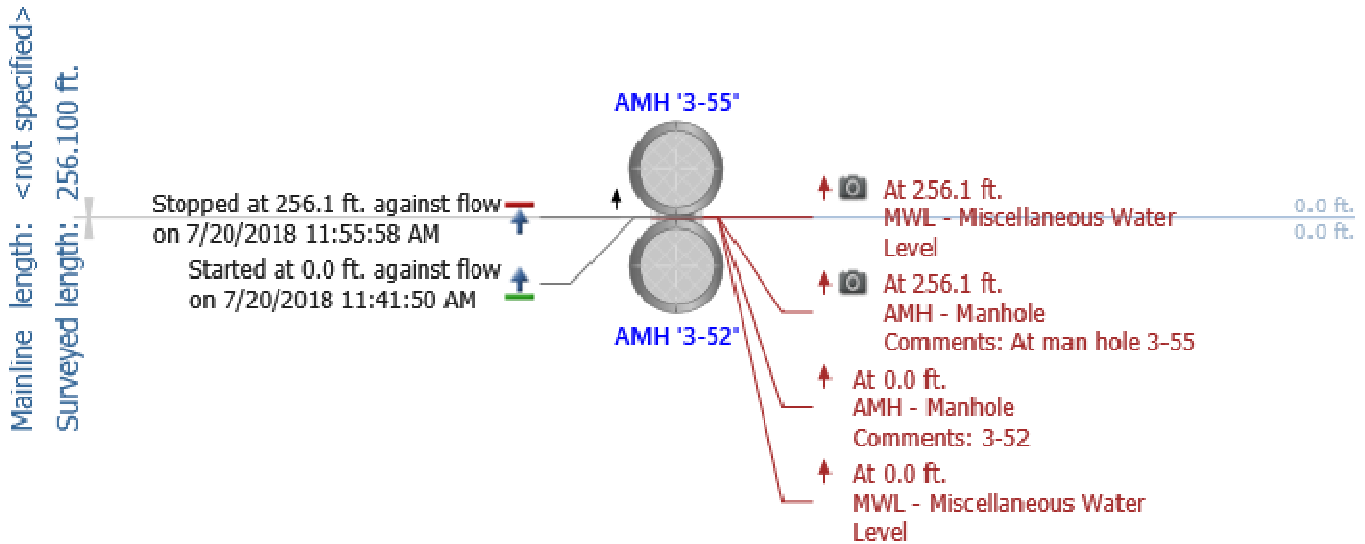 Mainline length: <not specified>
Surveyed length: 256.100 ft.
AMH '3-55"
Stopped at 256.1 ft. against flow
on 7/20/2018 11:55:58 AM
Started at 0.0 ft. against flow
on 7/20/2018 11:41:50 AM
AMH '3-52"
At 256.1 ft.
MWL - Miscellaneous Water
Level
At 256.1 ft.
AMH - Manhole
Comments: At man hole 3-55
At 0.0 ft.
AMH - Manhole
Comments: 3-52
At 0.0 ft.
MWL - Miscellaneous Water
Level
0.0 ft.
0.0 ft.